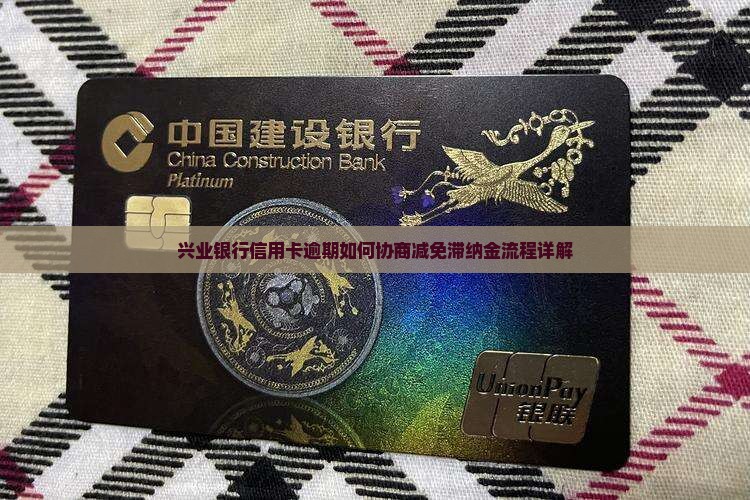 中国建设银行
China Construction Bank
Platinum
兴业银行信用卡逾期如何协商减免滞纳金流程详解
UnionPay
银联